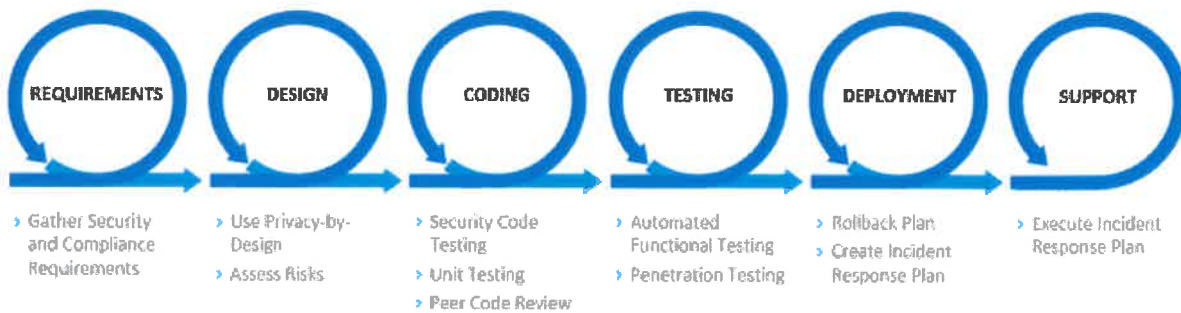 REQUIREMENTS
DESIGN
CODING
TESTING
DEPLOYMENT
SUPPORT
› Gather Security
and Compliance
Requirements
› Use Privacy-by-
Design
› Assess Risks
› Security Code
Testing
› Unit Testing
› Peer Code Review
› Automated
Functional Testing
› Penetration Testing
› Rollback Plan
› Create Incident
Response Plan
› Execute Incident
Response Plan